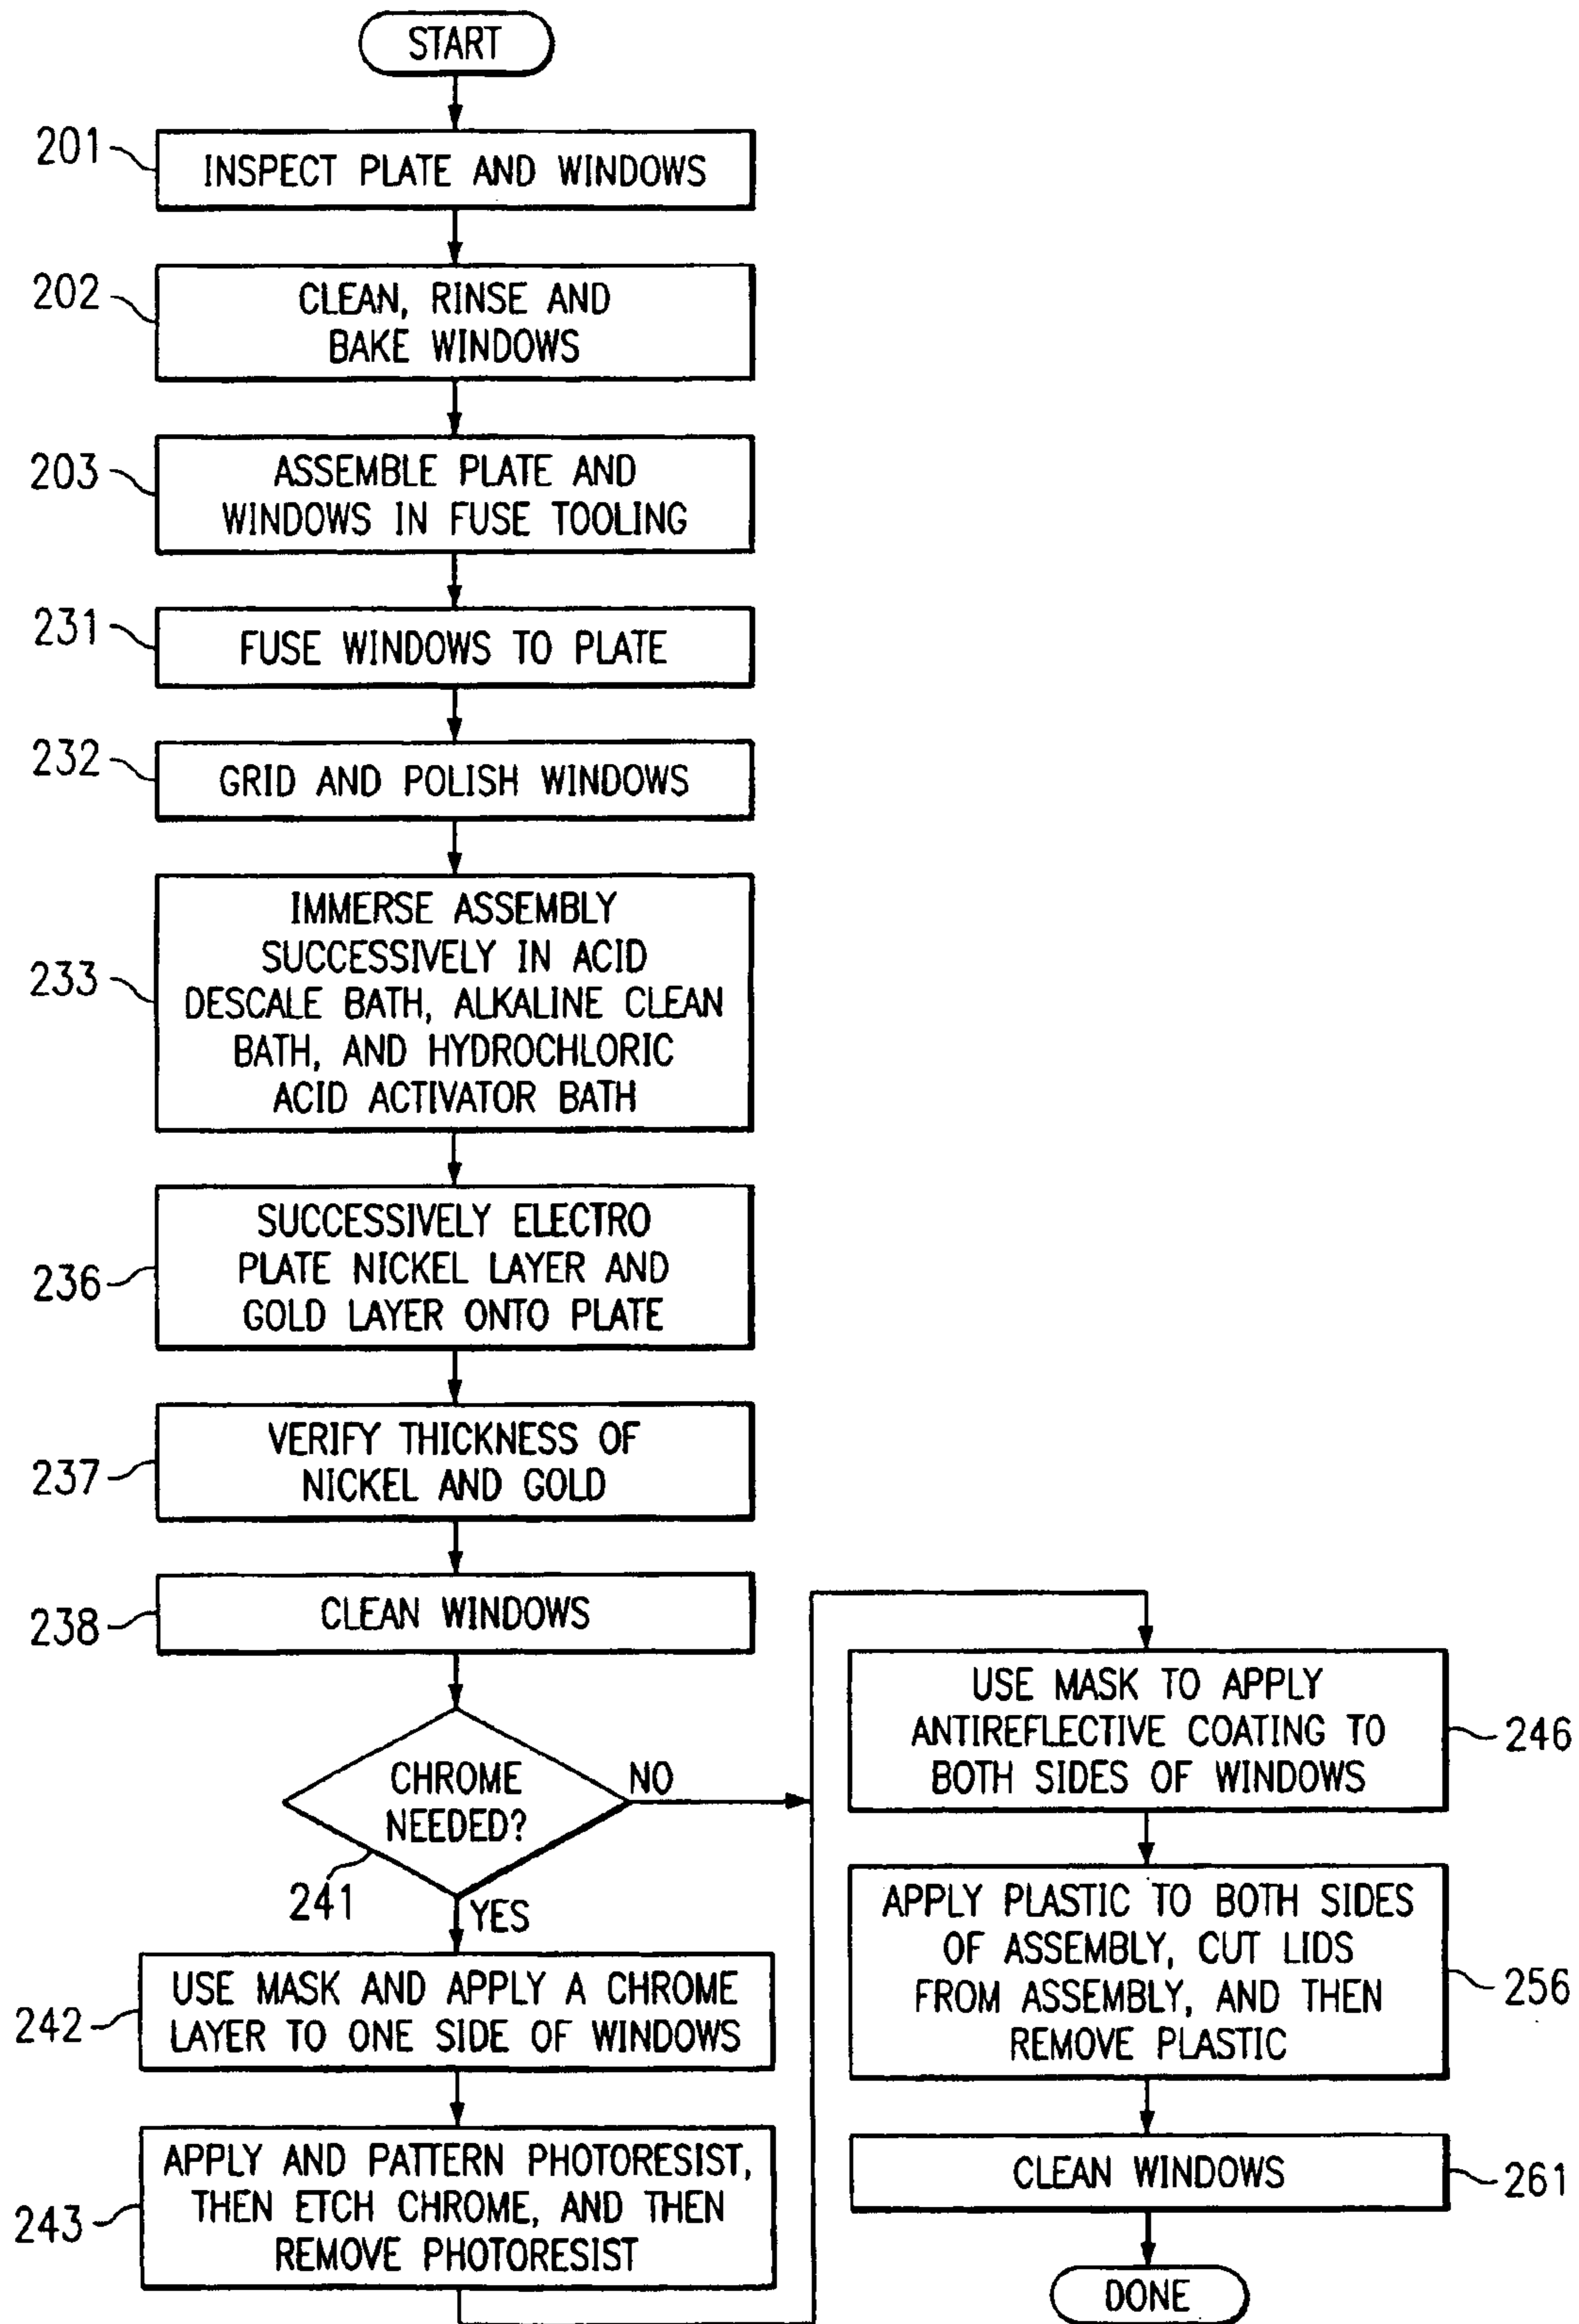 START
201
INSPECT PLATE AND WINDOWS
202
CLEAN, RINSE AND
BAKE WINDOWS
203
ASSEMBLE PLATE AND
WINDOWS IN FUSE TOOLING
231
FUSE WINDOWS TO PLATE
232
GRID AND POLISH WINDOWS
233
IMMERSE ASSEMBLY
SUCCESSIVELY IN ACID
DESCALE BATH, ALKALINE CLEAN
BATH, AND HYDROCHLORIC
ACID ACTIVATOR BATH
236
SUCCESSIVELY ELECTRO
PLATE NICKEL LAYER AND
GOLD LAYER ONTO PLATE
237
VERIFY THICKNESS OF
NICKEL AND GOLD
238
CLEAN WINDOWS
CHROME
NEEDED?
NO
241
YES
242
USE MASK AND APPLY A CHROME
LAYER TO ONE SIDE OF WINDOWS
243
APPLY AND PATTERN PHOTORESIST,
THEN ETCH CHROME, AND THEN
REMOVE PHOTORESIST
USE MASK TO APPLY
ANTIREFLECTIVE COATING TO
BOTH SIDES OF WINDOWS
246
APPLY PLASTIC TO BOTH SIDES
OF ASSEMBLY, CUT LIDS
FROM ASSEMBLY, AND THEN
REMOVE PLASTIC
256
CLEAN WINDOWS
261
DONE